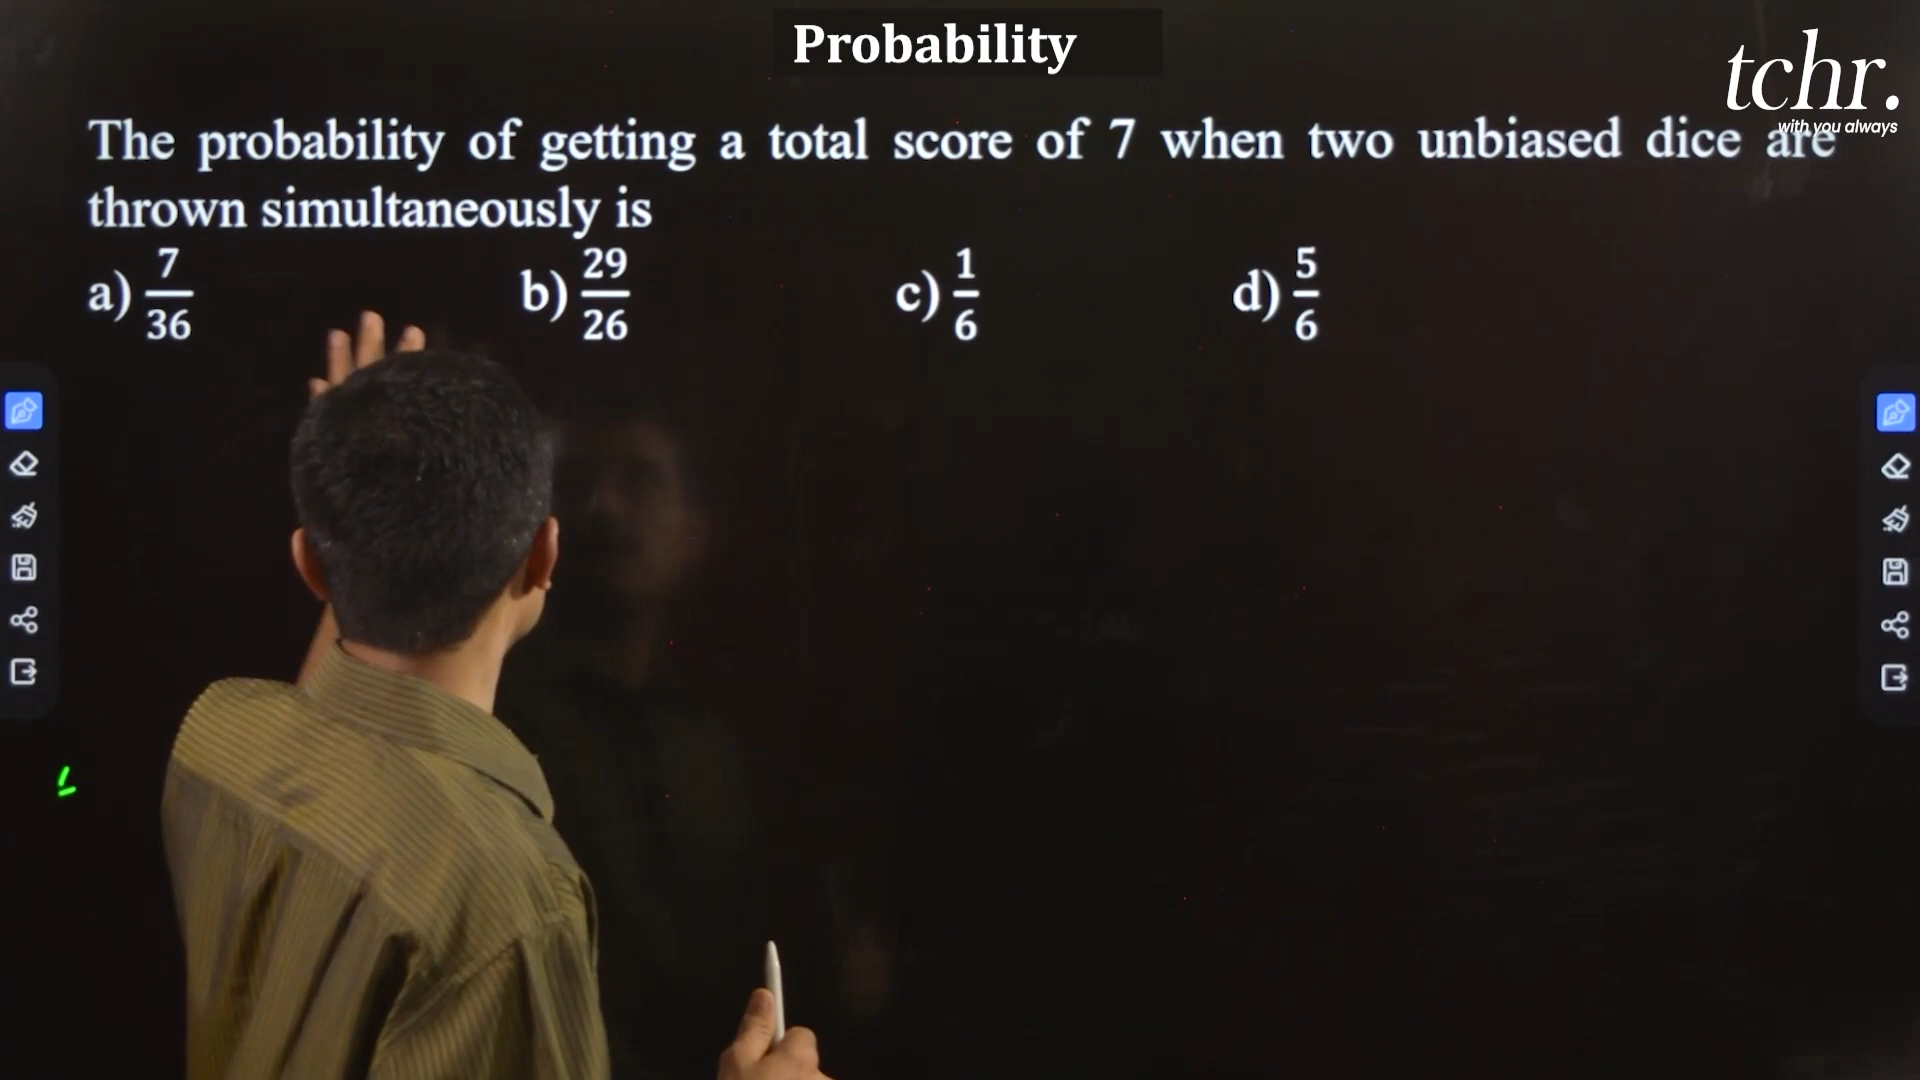 Probability
tchr.
with you always
The probability of getting a total score of 7 when two unbiased dice are
thrown simultaneously is
a) 7/36 b) 29/26 c) 1/6 d) 5/6